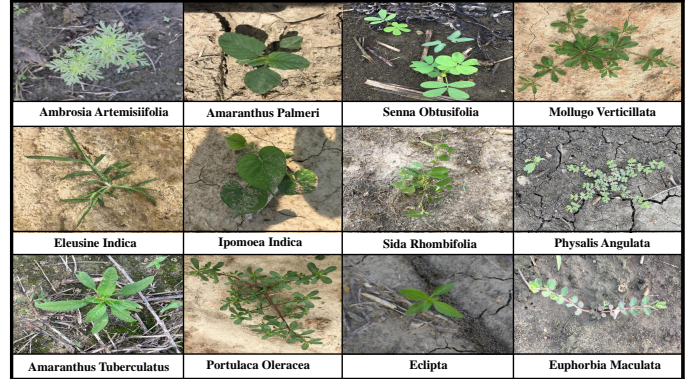 Ambrosia Artemisiifolia
Amaranthus Palmeri
Senna Obtusifolia
Mollugo Verticillata
Eleusine Indica
Ipomoea Indica
Sida Rhombifolia
Physalis Angulata
Amaranthus Tuberculatus
Portulaca Oleracea
Eclipta
Euphorbia Maculata